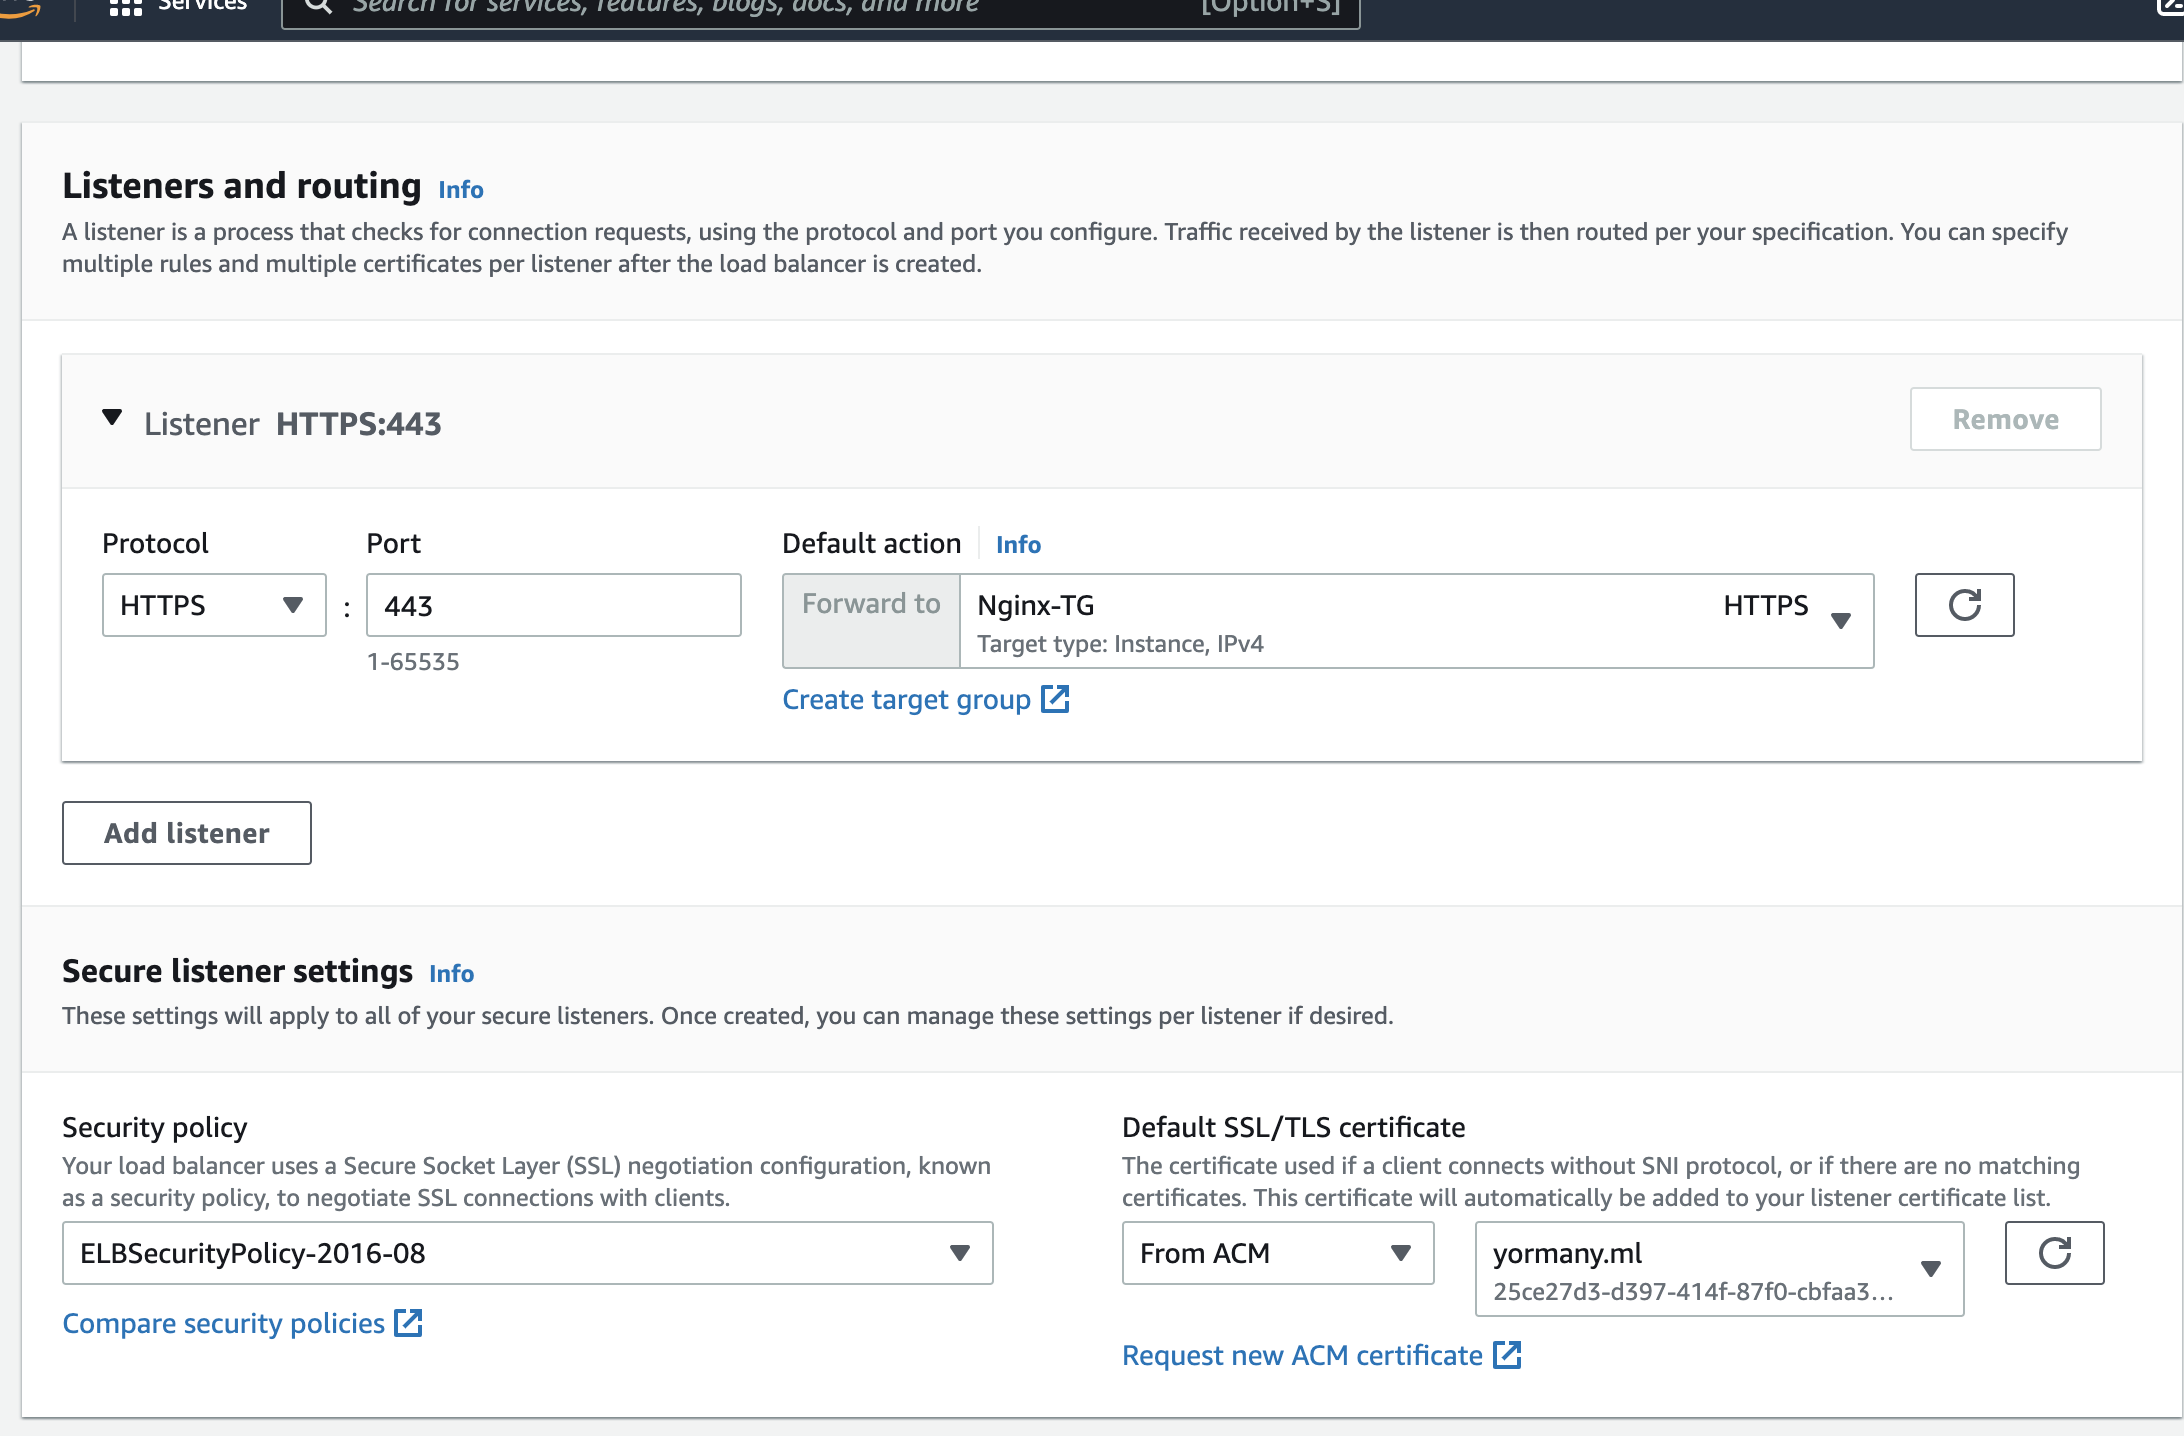 Services
Search for services, features, blogs, docs, and more
[Option+S]
Listeners and routing Info
A listener is a process that checks for connection requests, using the protocol and port you configure. Traffic received by the listener is then routed per your specification. You can specify
multiple rules and multiple certificates per listener after the load balancer is created.
Listener HTTPS:443
Remove
Protocol
Port
Default action
Info
HTTPS
:
443
1-65535
Forward to
Nginx-TG
HTTPS
Target type: Instance, IPv4
Create target group
Add listener
Secure listener settings Info
These settings will apply to all of your secure listeners. Once created, you can manage these settings per listener if desired.
Security policy
Your load balancer uses a Secure Socket Layer (SSL) negotiation configuration, known
as a security policy, to negotiate SSL connections with clients.
ELBSecurityPolicy-2016-08
Compare security policies
Default SSL/TLS certificate
The certificate used if a client connects without SNI protocol, or if there are no matching
certificates. This certificate will automatically be added to your listener certificate list.
From ACM
yormany.ml
25ce27d3-d397-414f-87f0-cbfaa3...
Request new ACM certificate